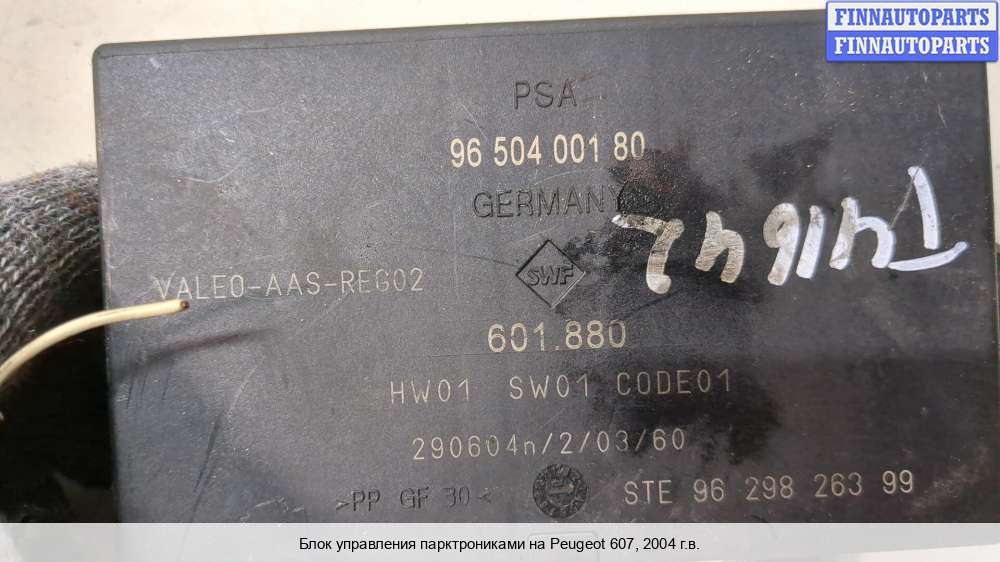 FINNAUTOPARTS
FINNAUTOPARTS
PSA
96 504 001 80
GERMANY
VALEO-AAS-REG02
SWF
601.880
HW01 SW01 CODE01
290604n/2/03/60
>PP GF 30<
STE 96 298 263 99
Блок управления парктрониками на Peugeot 607, 2004 г.в.